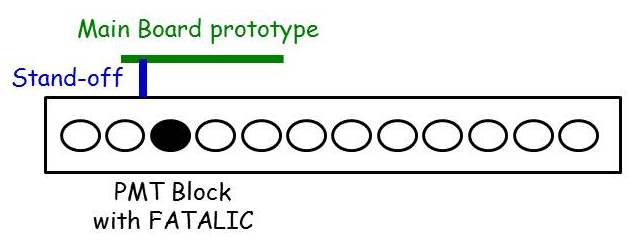 Main Board prototype
Stand-off
PMT Block
with FATALIC